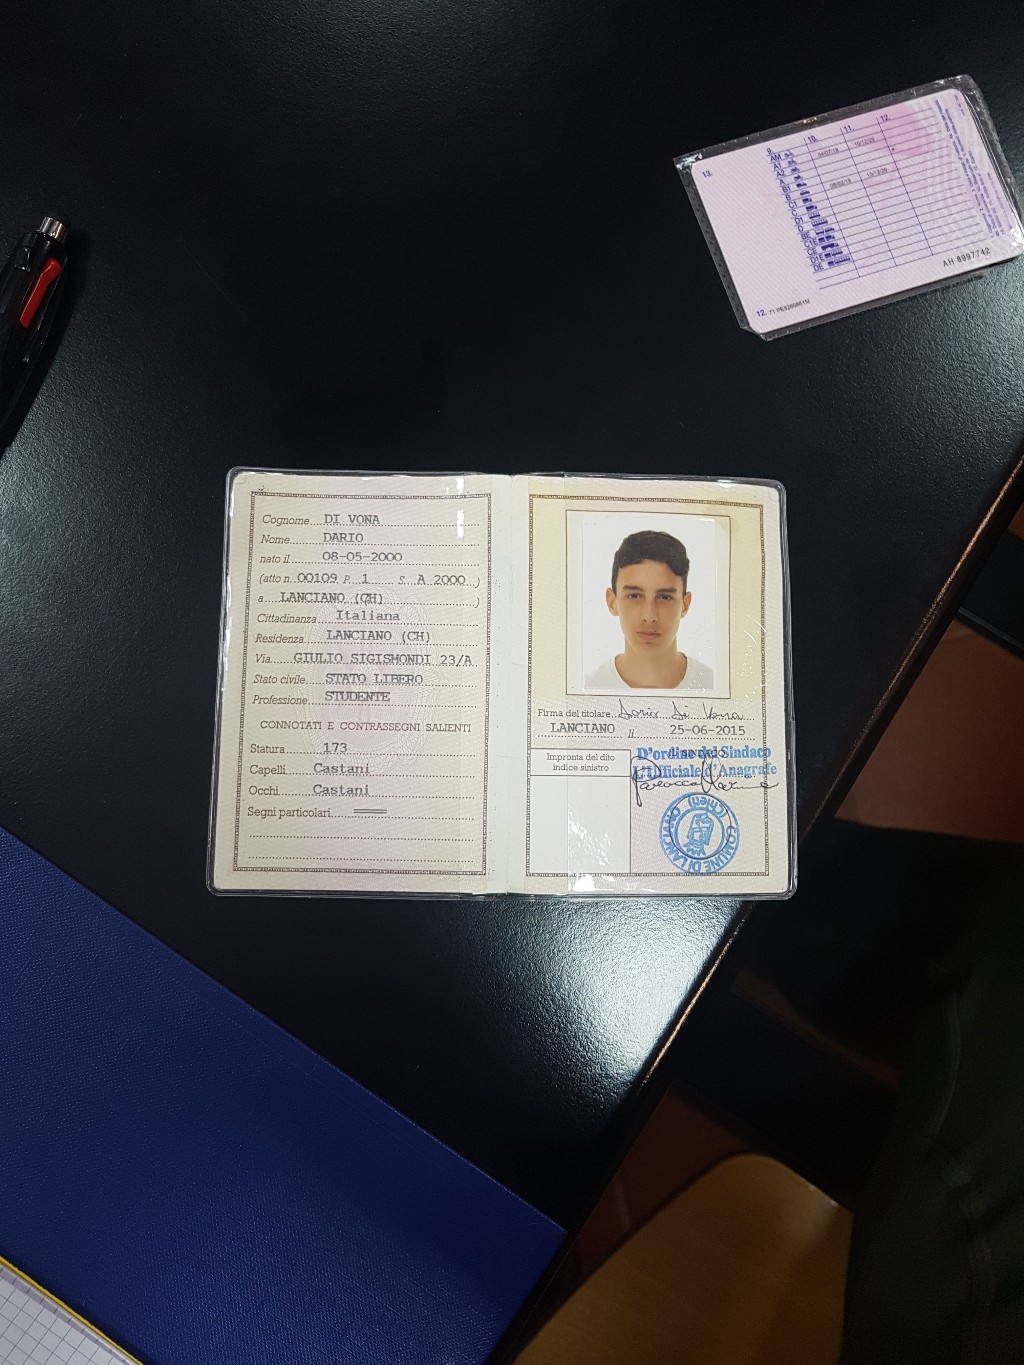 13.
9.
10.
11.
12.
AM
A1
A2
A
B1
B
C1
C
D1
D
BE
C1E
CE
D1E
DE
AH 8997742
12. 71
Cognome DI VONA
Nome DARIO
nato il 08-05-2000
(atto n. 00109 P. 1 S. A 2000 )
a LANCIANO (CH) )
Cittadinanza Italiana
Residenza LANCIANO (CH)
Via GIULIO SIGISMONDI 23/A
Stato civile STATO LIBERO
Professione STUDENTE
CONNOTATI E CONTRASSEGNI SALIENTI
Statura 173
Capelli Castani
Occhi Castani
Segni particolari ====
Firma del titolare Dario Di Vona
LANCIANO li 25-06-2015
Impronta del dito
indice sinistro
D'ordine del Sindaco
L'Ufficiale d'Anagrafe
COMUNE DI LANCIANO
(Chieti)